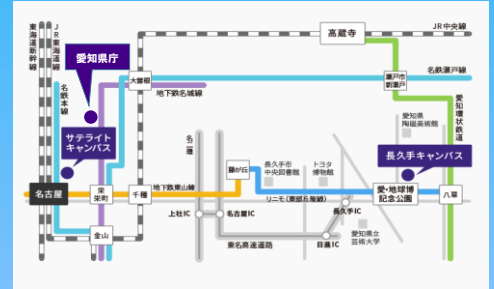 東海道新幹線
JR東海道線
名鉄本線
愛知県庁
サテライト
キャンパス
名古屋
大曽根
地下鉄名城線
栄
栄町
金山
千種
地下鉄東山線
名二環
上社IC
名古屋IC
東名高速道路
日進IC
長久手IC
藤が丘
長久手市
中央図書館
トヨタ
博物館
リニモ(東部丘陵線)
高蔵寺
JR中央線
名鉄瀬戸線
瀬戸市
新瀬戸
愛知環状鉄道
愛知県
陶磁美術館
長久手キャンパス
愛・地球博
記念公園
八草
愛知県立
芸術大学